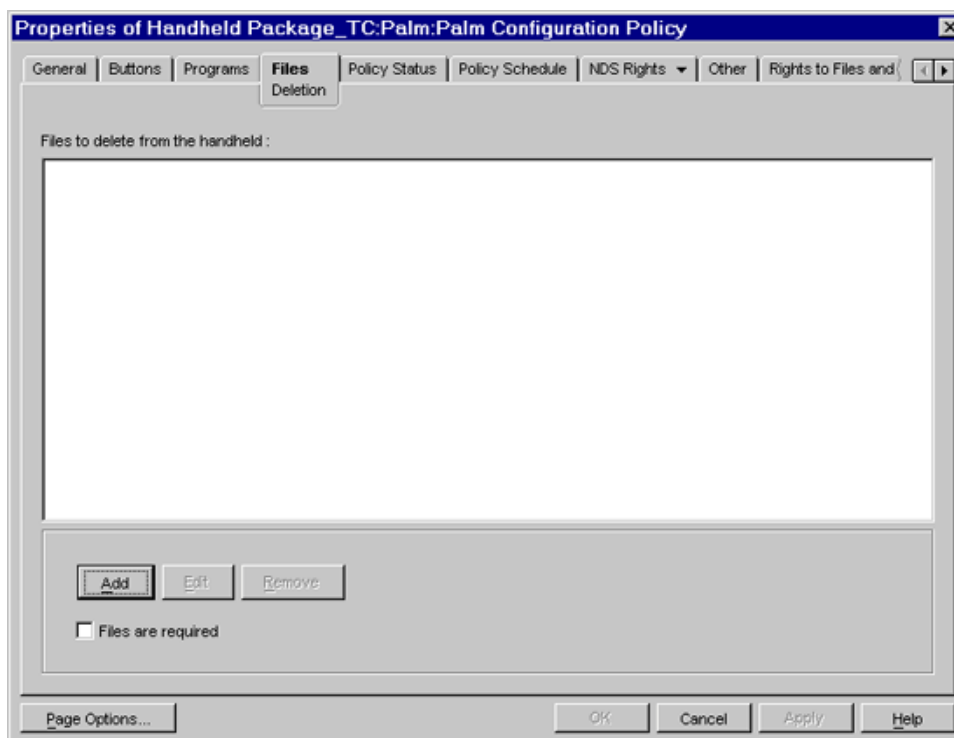 Properties of Handheld Package_TC:Palm:Palm Configuration Policy
General Buttons Programs Files Policy Status Policy Schedule NDS Rights Other Rights to Files and
Deletion
Files to delete from the handheld :
Add Edit Remove
Files are required
Page Options... OK Cancel Apply Help